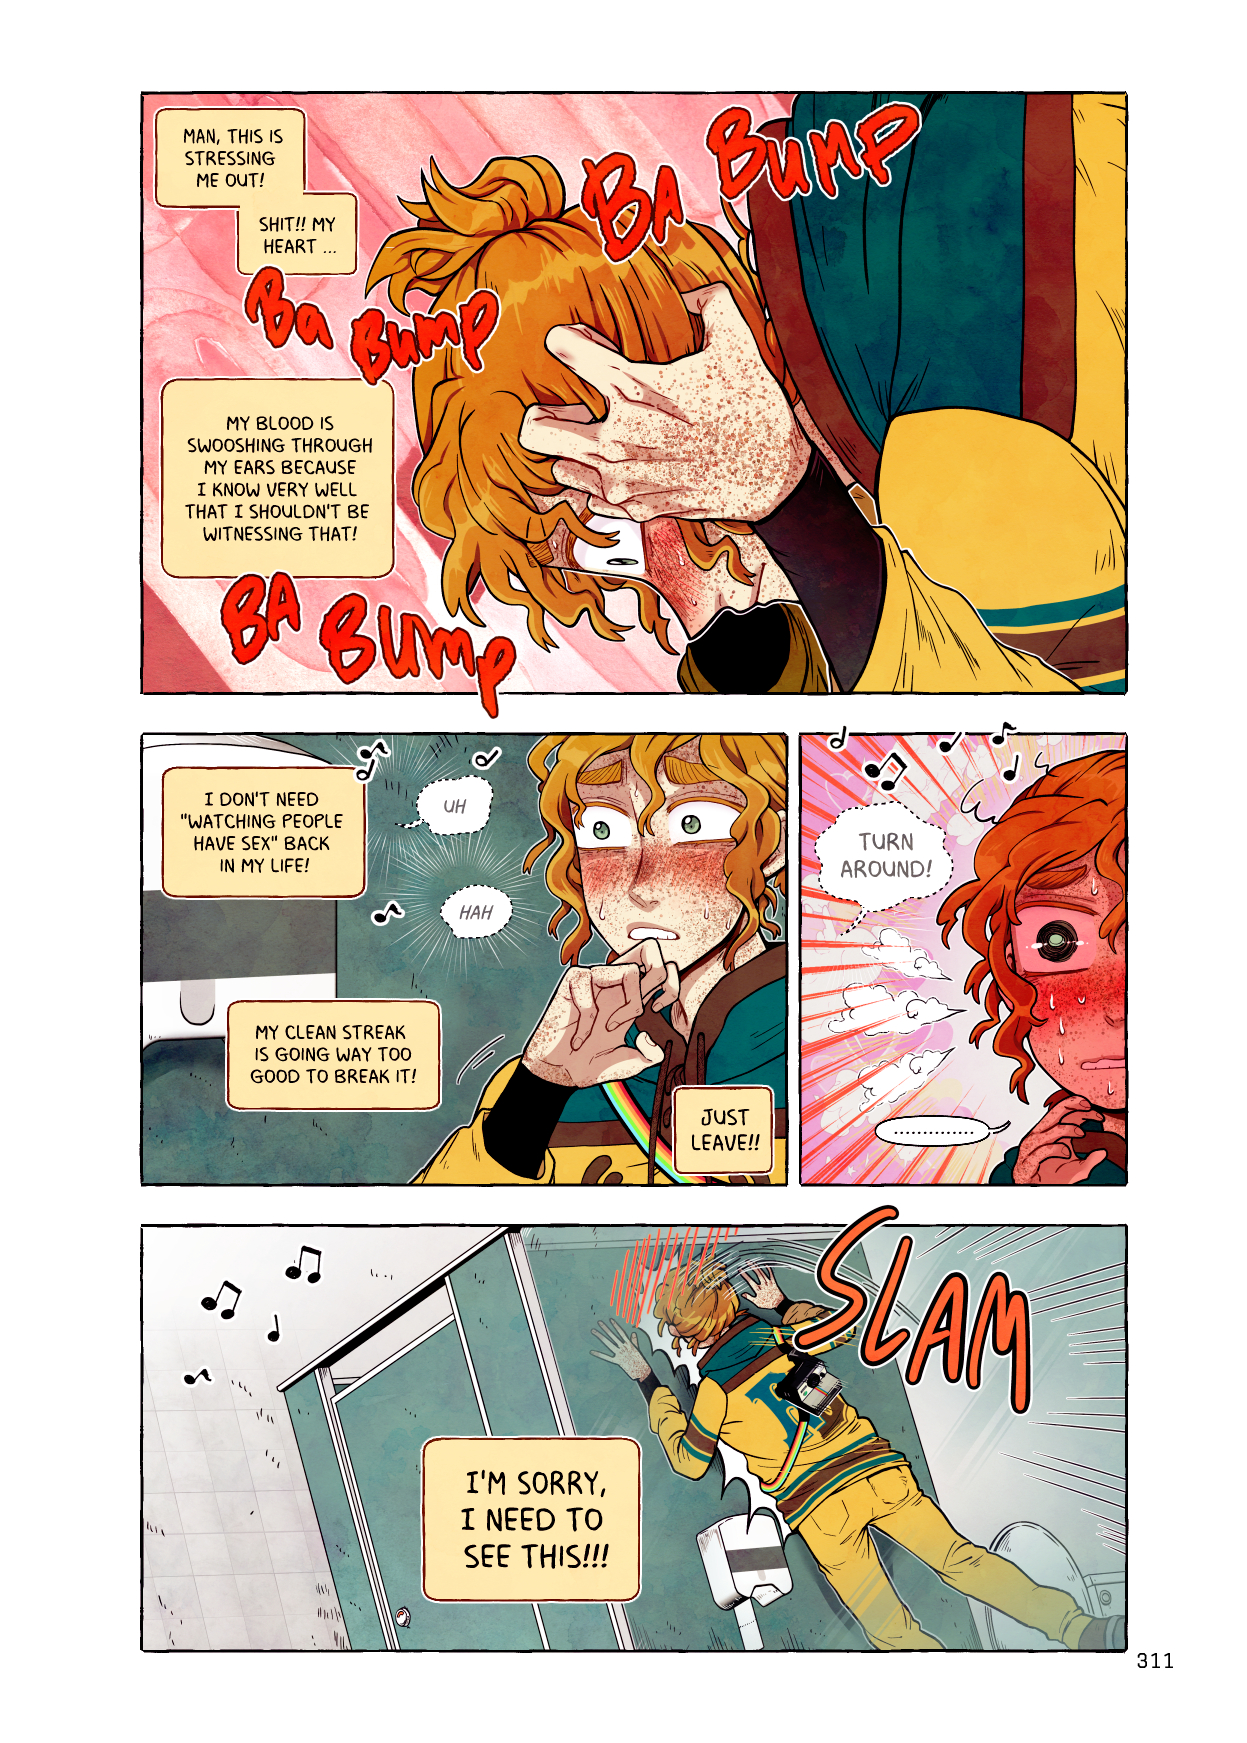 MAN, THIS IS
STRESSING
ME OUT!
SHIT!! MY
HEART ...
BA BUMP
Ba Bump
MY BLOOD IS
SWOOSHING THROUGH
MY EARS BECAUSE
I KNOW VERY WELL
THAT I SHOULDN'T BE
WITNESSING THAT!
BA BUMP
I DON'T NEED
"WATCHING PEOPLE
HAVE SEX" BACK
IN MY LIFE!
UH
HAH
MY CLEAN STREAK
IS GOING WAY TOO
GOOD TO BREAK IT!
JUST
LEAVE!!
TURN
AROUND!
.............
SLAM
I'M SORRY,
I NEED TO
SEE THIS!!!
311